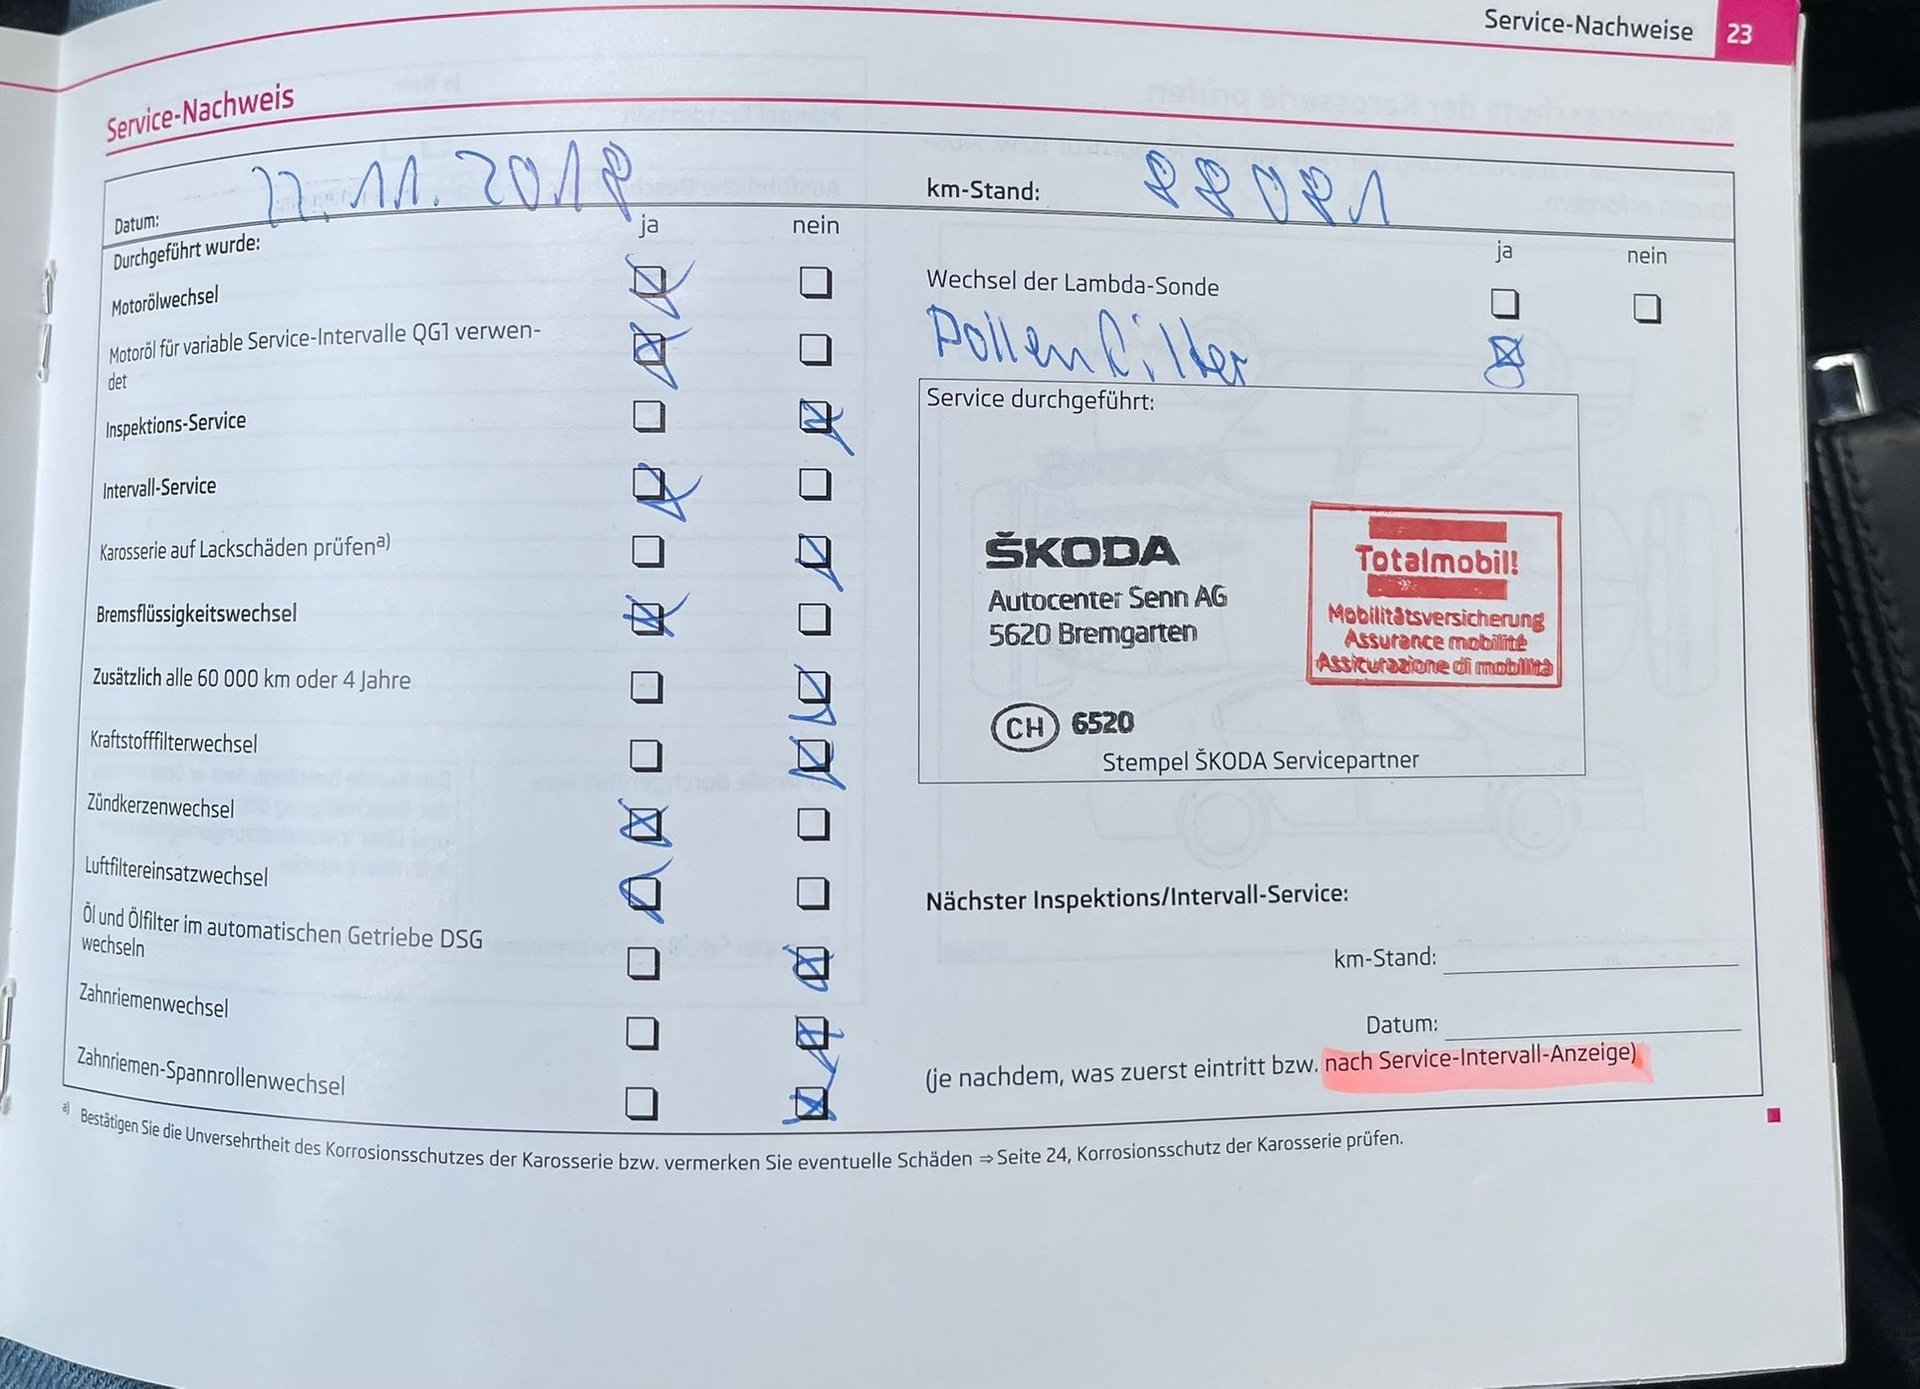 Service-Nachweise 23
Service-Nachweis
Datum: 22.11.2018
km-Stand: 88081
Durchgeführt wurde:
ja nein
Motorölwechsel
Motoröl für variable Service-Intervalle QG1 verwen-
det
Inspektions-Service
Intervall-Service
Karosserie auf Lackschäden prüfena)
Bremsflüssigkeitswechsel
Zusätzlich alle 60 000 km oder 4 Jahre
Kraftstofffilterwechsel
Zündkerzenwechsel
Luftfiltereinsatzwechsel
Öl und Ölfilter im automatischen Getriebe DSG
wechseln
Zahnriemenwechsel
Zahnriemen-Spannrollenwechsel
ja nein
Wechsel der Lambda-Sonde
Pollenfilter
Service durchgeführt:
ŠKODA
Autocenter Senn AG
5620 Bremgarten
CH 6520
Totalmobil!
Mobilitätsversicherung
Assurance mobilité
Assicurazione di mobilità
Stempel ŠKODA Servicepartner
Nächster Inspektions/Intervall-Service:
km-Stand:
Datum:
(je nachdem, was zuerst eintritt bzw. nach Service-Intervall-Anzeige)
a) Bestätigen Sie die Unversehrtheit des Korrosionsschutzes der Karosserie bzw. vermerken Sie eventuelle Schäden ⇒ Seite 24, Korrosionsschutz der Karosserie prüfen.